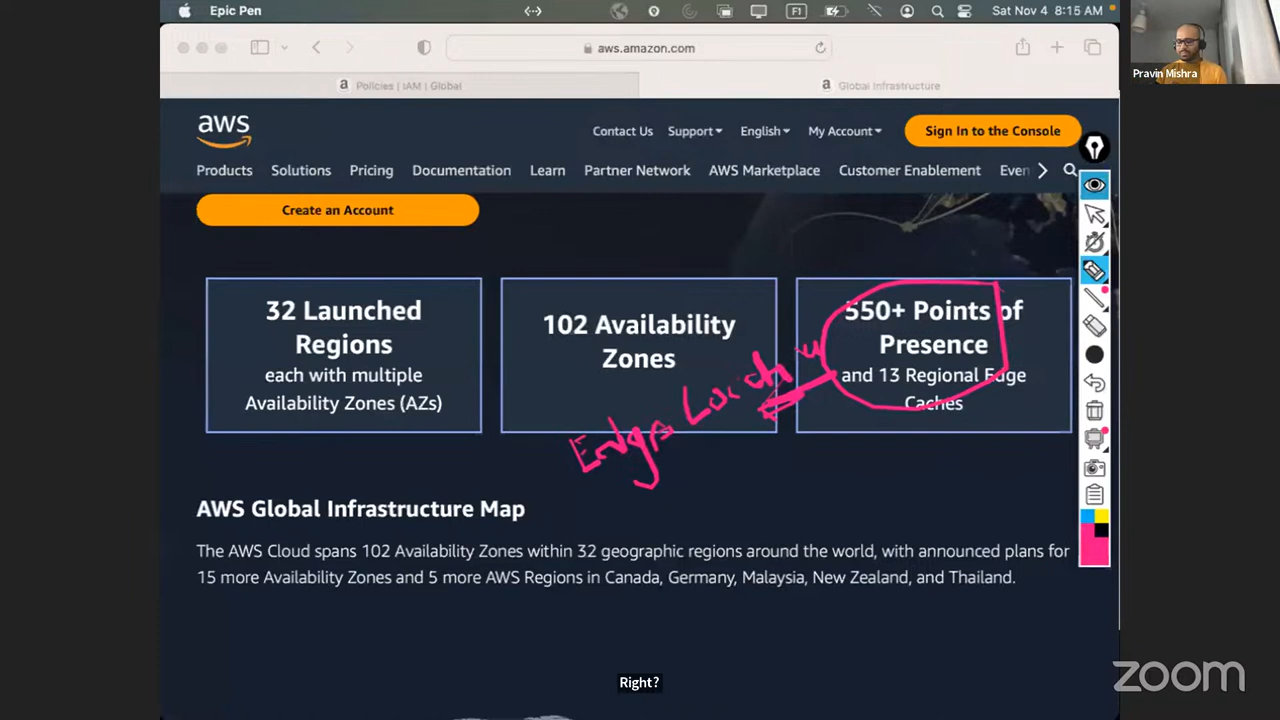 Epic Pen
Sat Nov 4 8:15 AM
aws.amazon.com
a Policies | IAM | Global
a Global Infrastructure
Pravin Mishra
aws
Contact Us Support English My Account Sign In to the Console
Products Solutions Pricing Documentation Learn Partner Network AWS Marketplace Customer Enablement Even
Create an Account
32 Launched
Regions
each with multiple
Availability Zones (AZs)
102 Availability
Zones
550+ Points of
Presence
and 13 Regional Edge
Caches
Edge
AWS Global Infrastructure Map
The AWS Cloud spans 102 Availability Zones within 32 geographic regions around the world, with announced plans for
15 more Availability Zones and 5 more AWS Regions in Canada, Germany, Malaysia, New Zealand, and Thailand.
Right?
zoom